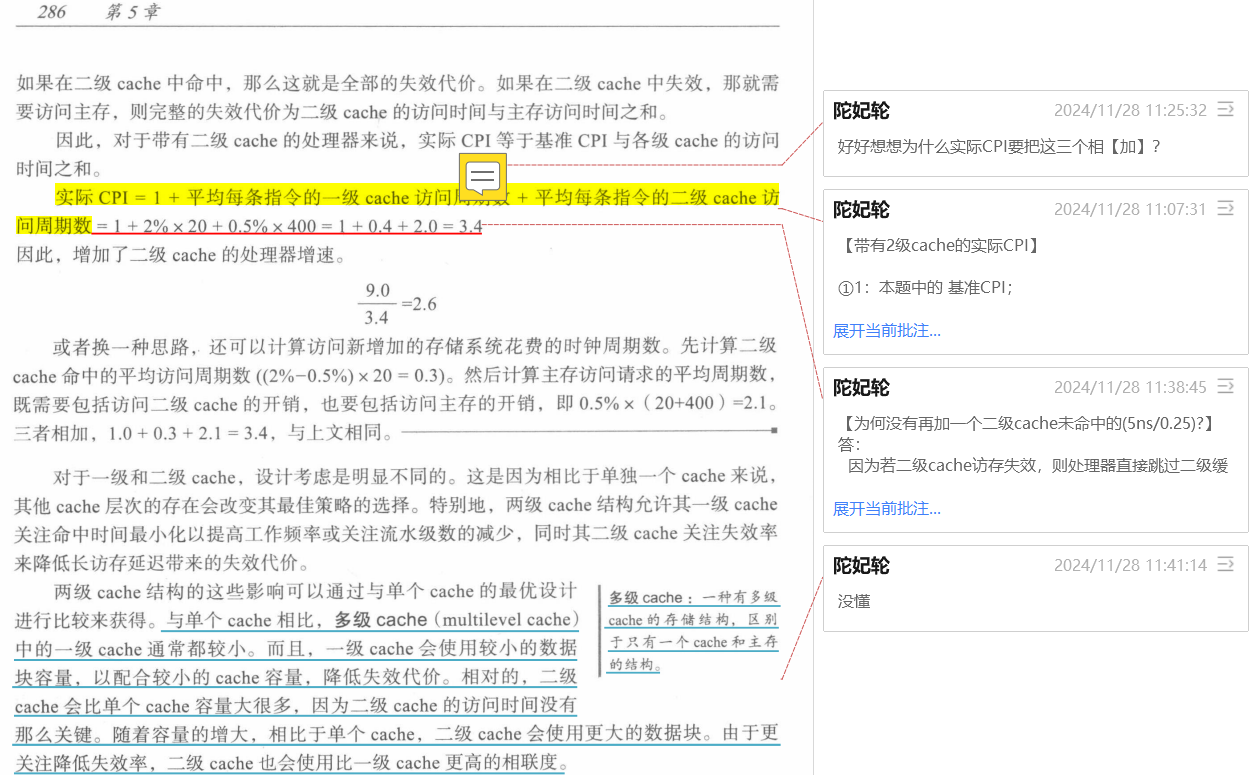 286 第 5 章
如果在二级 cache 中命中，那么这就是全部的失效代价。如果在二级 cache 中失效，那就需
要访问主存，则完整的失效代价为二级 cache 的访问时间与主存访问时间之和。
因此，对于带有二级 cache 的处理器来说，实际 CPI 等于基准 CPI 与各级 cache 的访问
时间之和。
实际 CPI = 1 + 平均每条指令的一级 cache 访问周期数 + 平均每条指令的二级 cache 访
问周期数 = 1 + 2% × 20 + 0.5% × 400 = 1 + 0.4 + 2.0 = 3.4
因此，增加了二级 cache 的处理器增速。
9.0
3.4
=2.6
或者换一种思路，还可以计算访问新增加的存储系统花费的时钟周期数。先计算二级
cache 命中的平均访问周期数 ((2%−0.5%) × 20 = 0.3)。然后计算主存访问请求的平均周期数，
既需要包括访问二级 cache 的开销，也要包括访问主存的开销，即 0.5% ×（20+400）=2.1。
三者相加，1.0 + 0.3 + 2.1 = 3.4，与上文相同。
对于一级和二级 cache，设计考虑是明显不同的。这是因为相比于单独一个 cache 来说，
其他 cache 层次的存在会改变其最佳策略的选择。特别地，两级 cache 结构允许其一级 cache
关注命中时间最小化以提高工作频率或关注流水级数的减少，同时其二级 cache 关注失效率
来降低长访存延迟带来的失效代价。
两级 cache 结构的这些影响可以通过与单个 cache 的最优设计
进行比较来获得。与单个 cache 相比，多级 cache（multilevel cache）
中的一级 cache 通常都较小。而且，一级 cache 会使用较小的数据
块容量，以配合较小的 cache 容量，降低失效代价。相对的，二级
cache 会比单个 cache 容量大很多，因为二级 cache 的访问时间没有
那么关键。随着容量的增大，相比于单个 cache，二级 cache 会使用更大的数据块。由于更
关注降低失效率，二级 cache 也会使用比一级 cache 更高的相联度。
多级 cache：一种有多级
cache 的存储结构，区别
于只有一个 cache 和主存
的结构。
陀妃轮 2024/11/28 11:25:32
好好想想为什么实际CPI要把这三个相【加】？
陀妃轮 2024/11/28 11:07:31
【带有2级cache的实际CPI】
①1：本题中的 基准CPI；
展开当前批注...
陀妃轮 2024/11/28 11:38:45
【为何没有再加一个二级cache未命中的(5ns/0.25)?】
答：
因为若二级cache访存失效，则处理器直接跳过二级缓
展开当前批注...
陀妃轮 2024/11/28 11:41:14
没懂